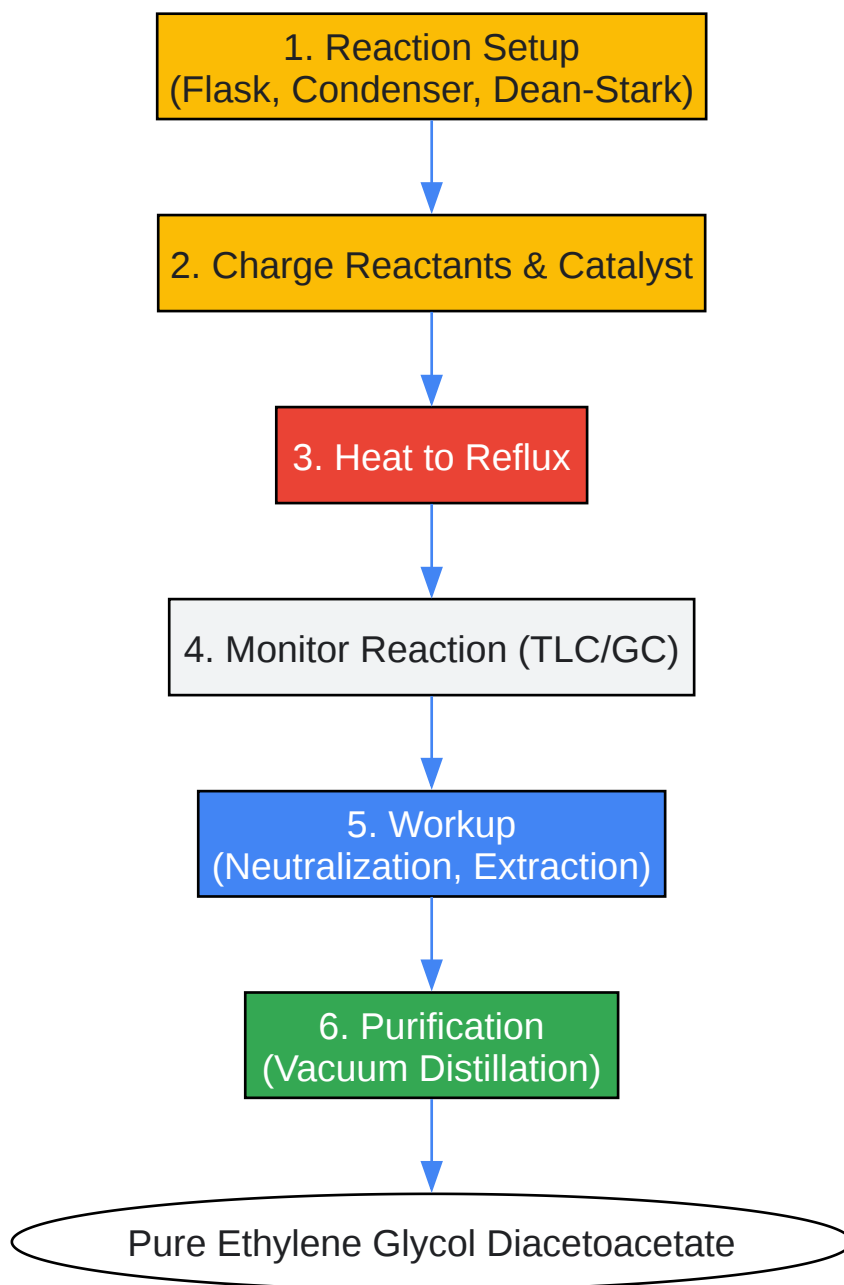 1. Reaction Setup
(Flask, Condenser, Dean-Stark)
2. Charge Reactants & Catalyst
3. Heat to Reflux
4. Monitor Reaction (TLC/GC)
5. Workup
(Neutralization, Extraction)
6. Purification
(Vacuum Distillation)
Pure Ethylene Glycol Diacetoacetate